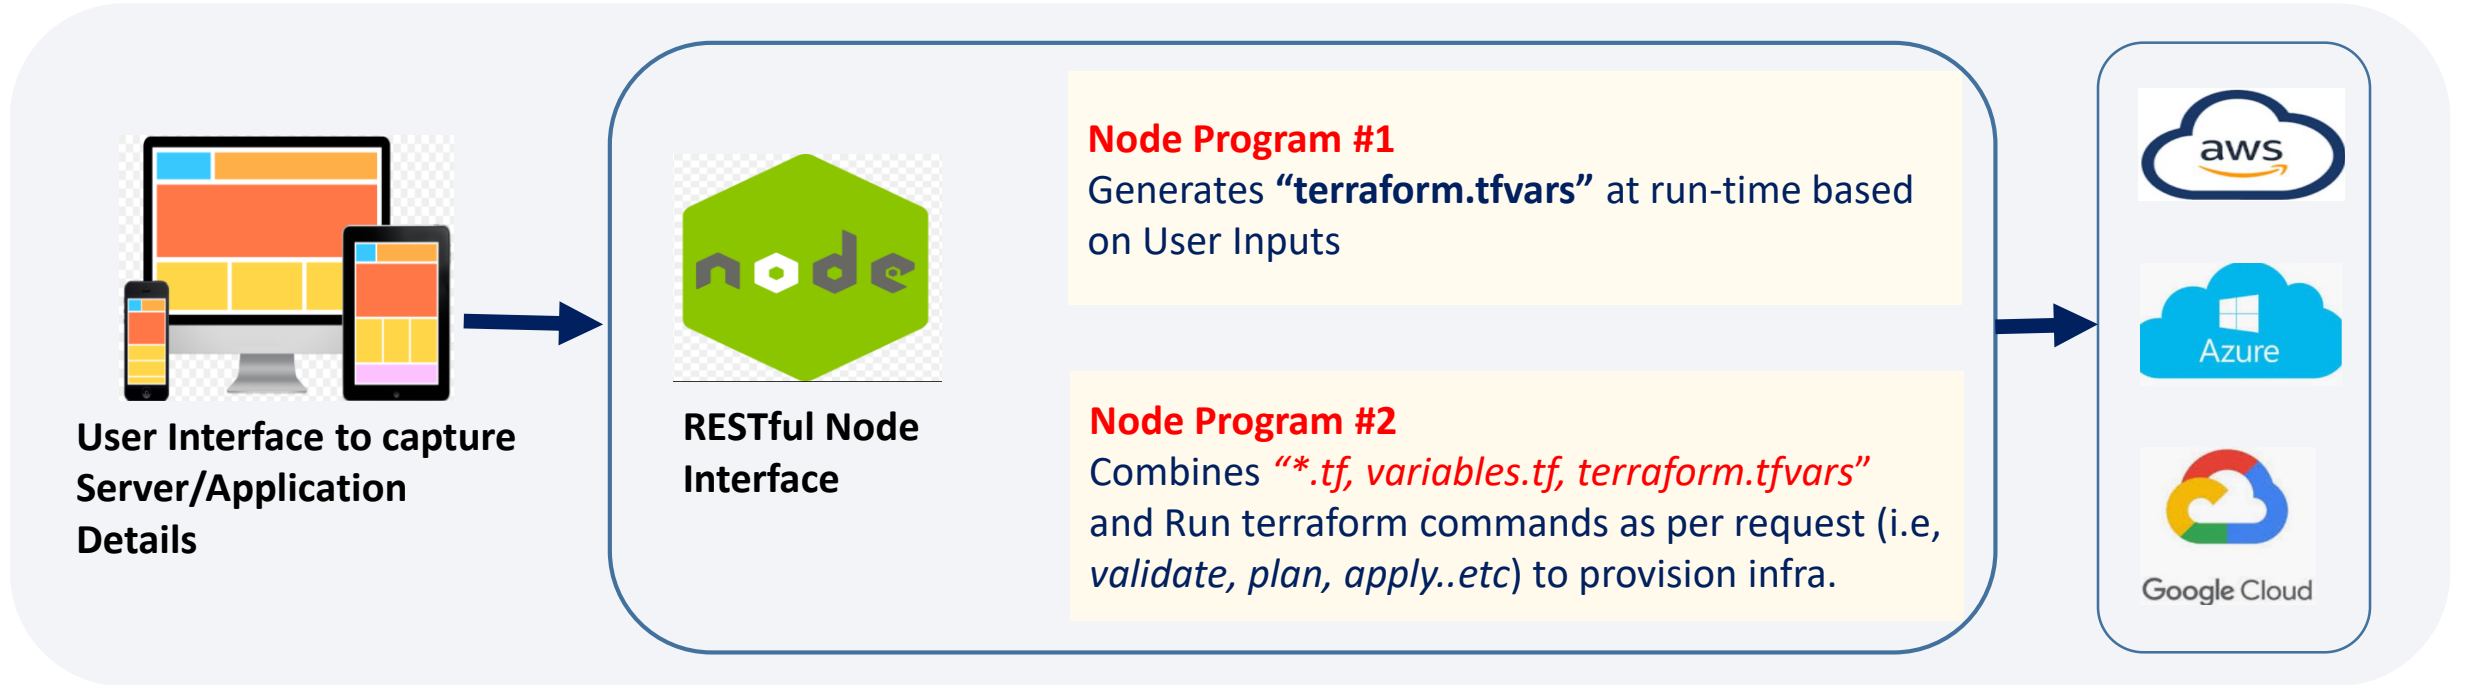 User Interface to capture
Server/Application
Details
node
RESTful Node
Interface
Node Program #1
Generates “terraform.tfvars” at run-time based
on User Inputs
Node Program #2
Combines “*.tf, variables.tf, terraform.tfvars”
and Run terraform commands as per request (i.e,
validate, plan, apply..etc) to provision infra.
aws
Azure
Google Cloud